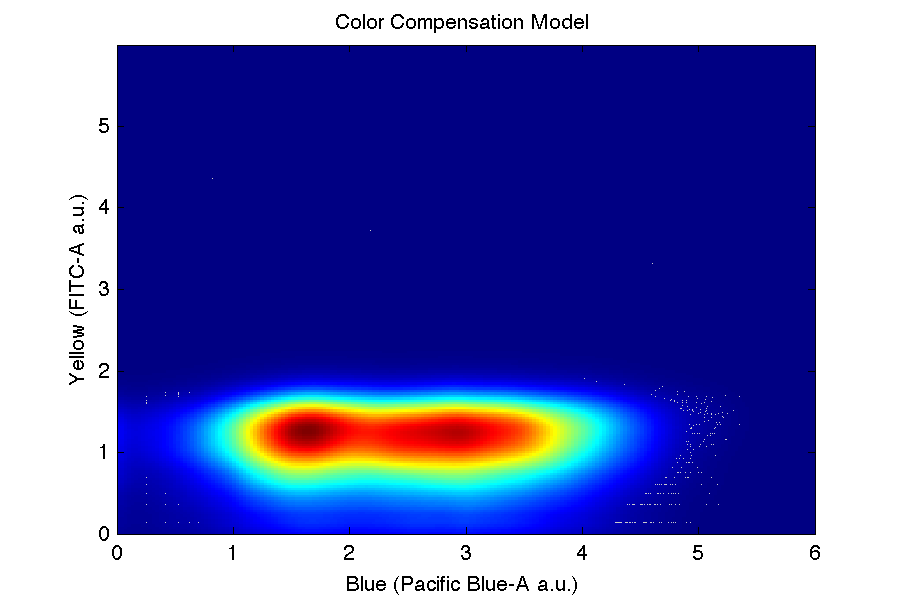 Color Compensation Model
Yellow (FITC-A a.u.)
5
4
3
2
1
0
0 1 2 3 4 5 6
Blue (Pacific Blue-A a.u.)